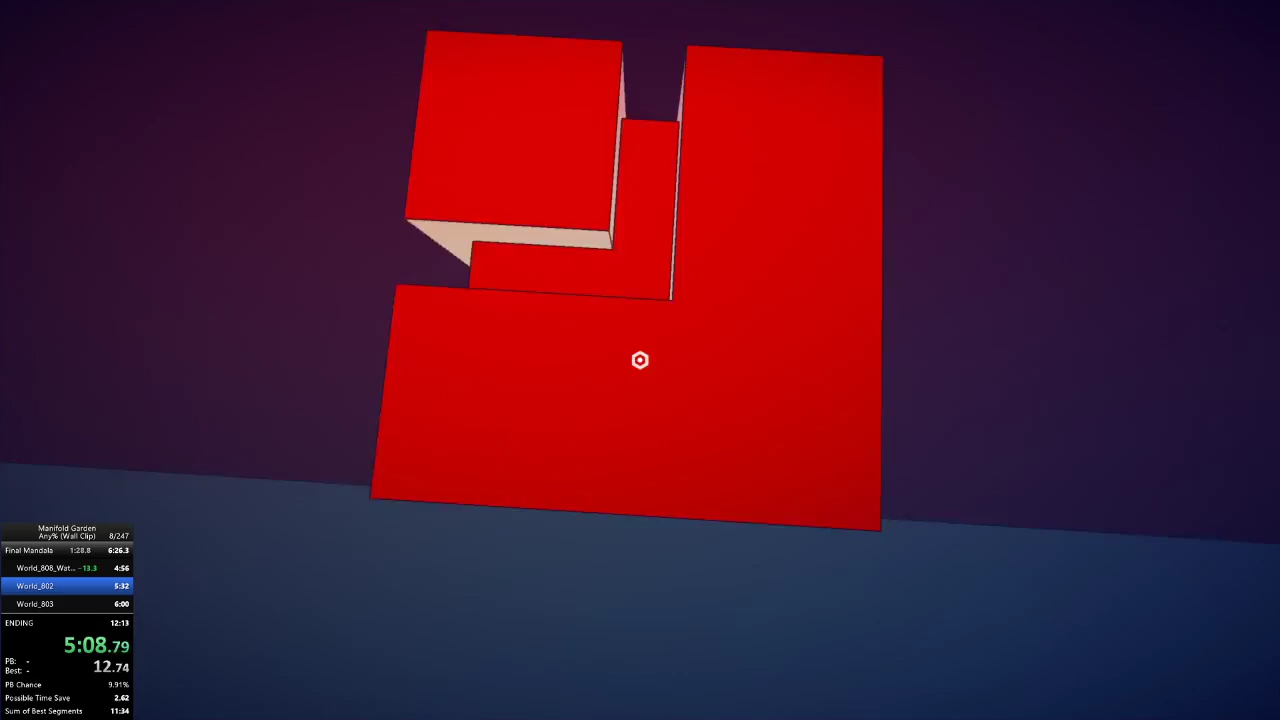 Manifold Garden
Any% (Wall Clip) 8/247
Final Mandala 1:28.8 6:26.3
World_808_Wat... -13.3 4:56
World_802 5:32
World_803 6:00
ENDING 12:13
5:08.79
PB: - 12.74
Best: -
PB Chance 9.91%
Possible Time Save 2.62
Sum of Best Segments 11:34